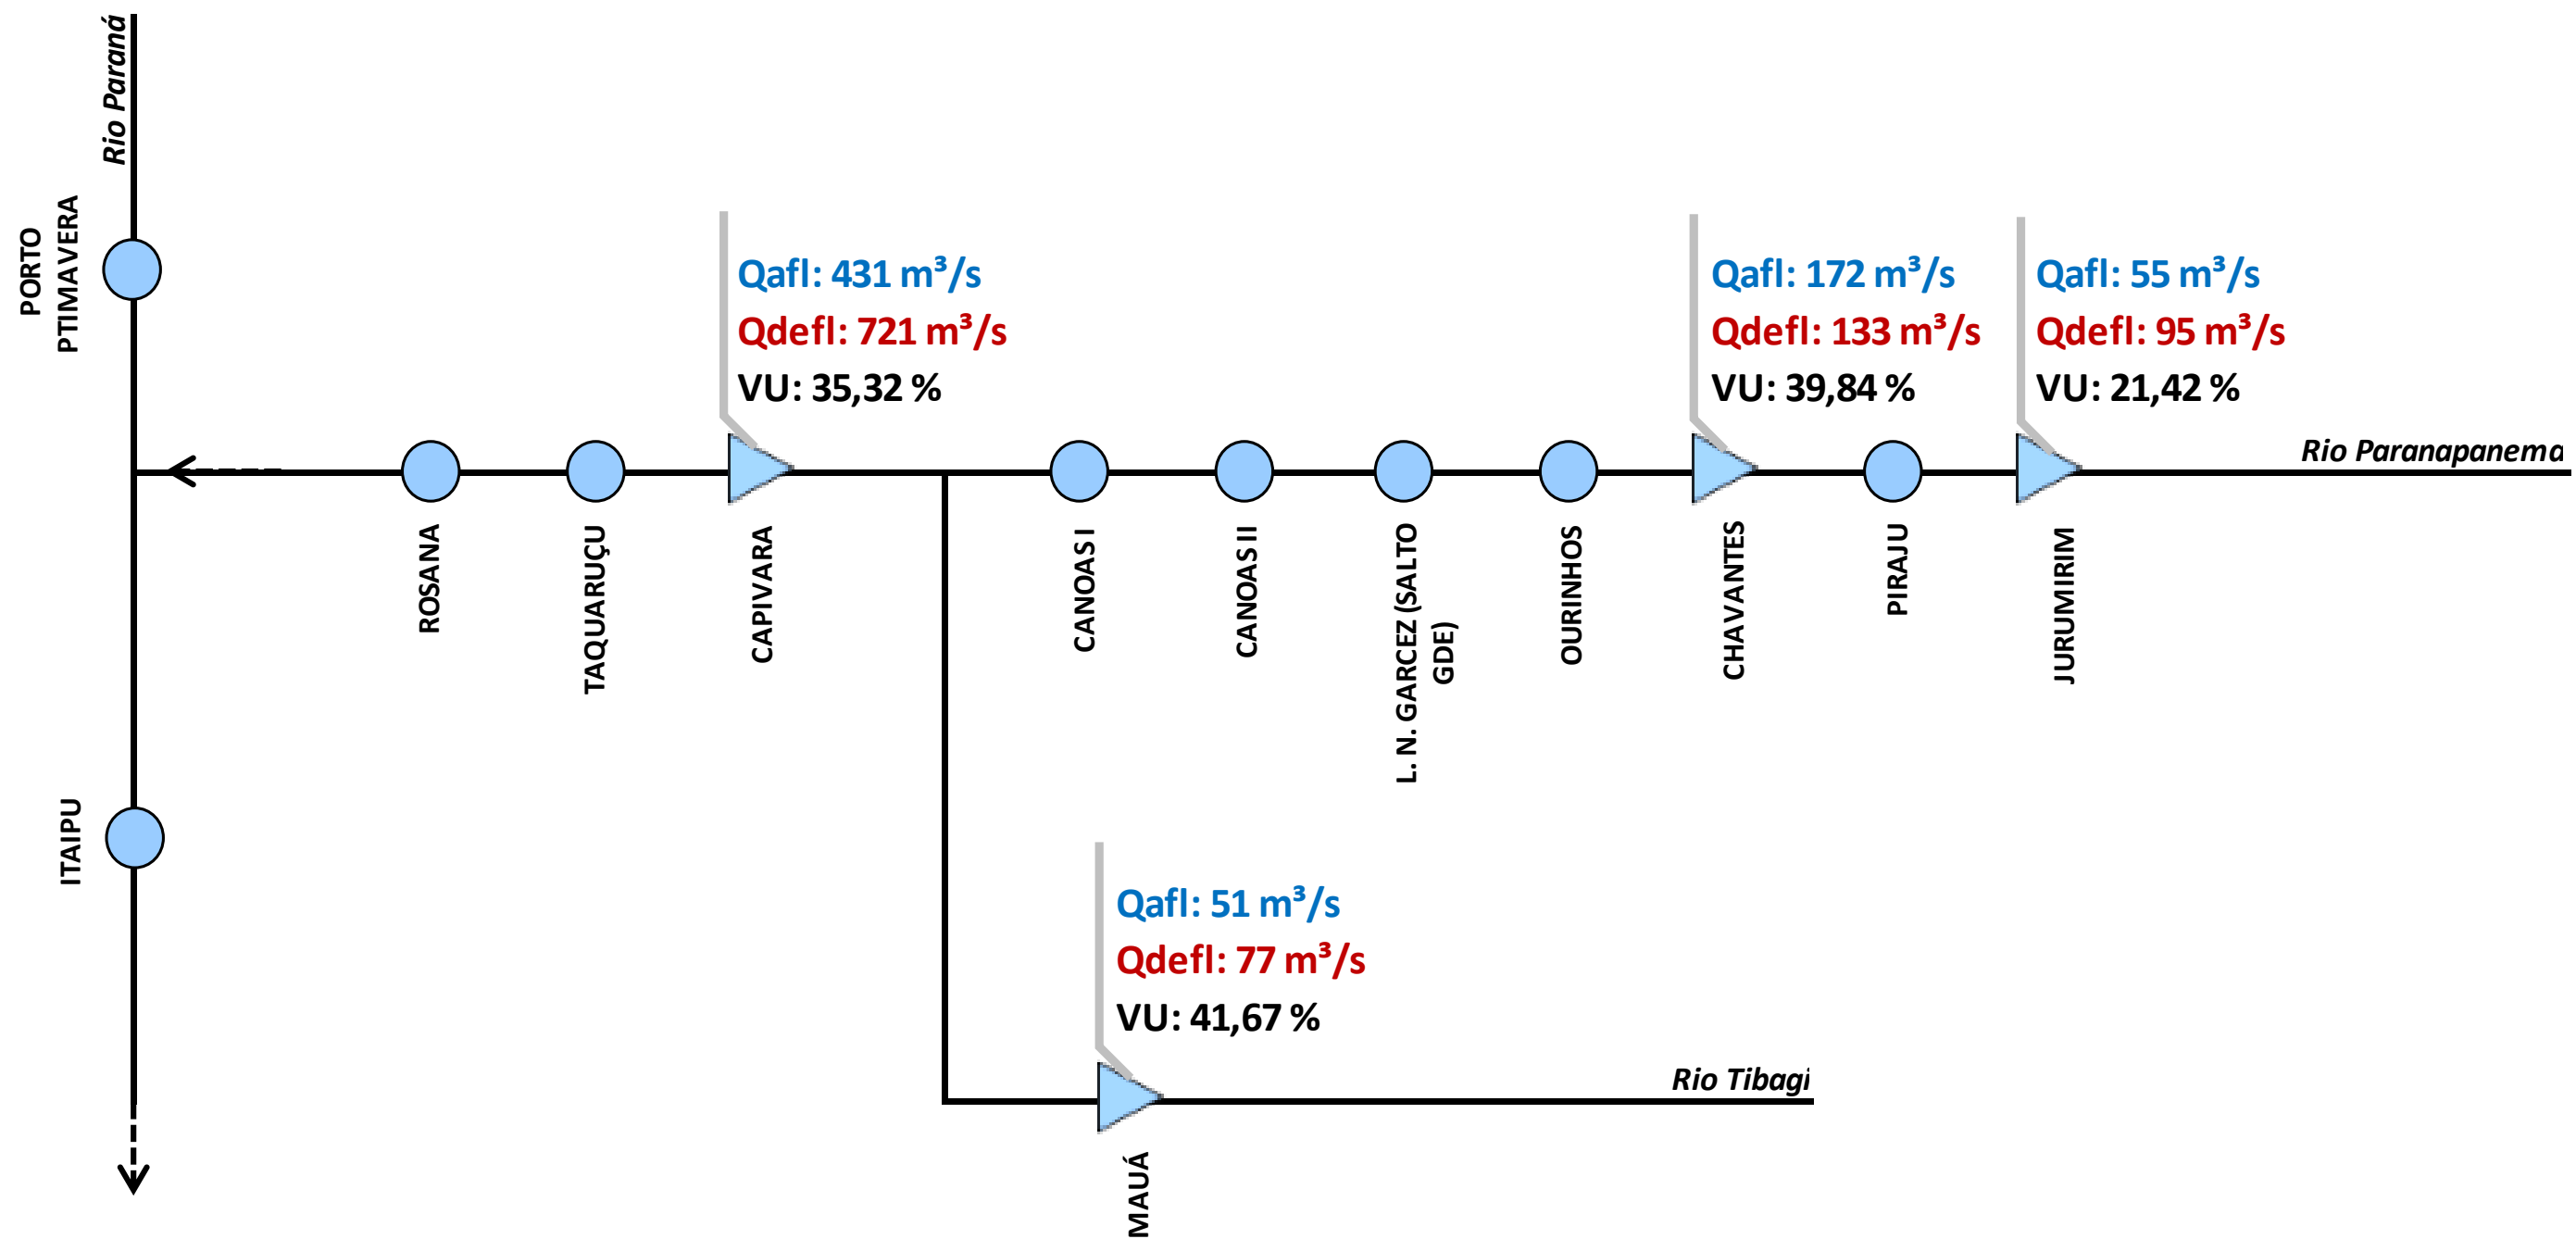 Rio Paraná
PORTO
PTIMAVERA
Qafl: 431 m³/s
Qdefl: 721 m³/s
VU: 35,32 %
Qafl: 172 m³/s
Qdefl: 133 m³/s
VU: 39,84 %
Qafl: 55 m³/s
Qdefl: 95 m³/s
VU: 21,42 %
Rio Paranapanema
ROSANA
TAQUARUÇU
CAPIVARA
CANOAS I
CANOAS II
L. N. GARCEZ (SALTO
GDE)
OURINHOS
CHAVANTES
PIRAJU
JURUMIRIM
ITAIPU
Qafl: 51 m³/s
Qdefl: 77 m³/s
VU: 41,67 %
Rio Tibagi
MAUÁ